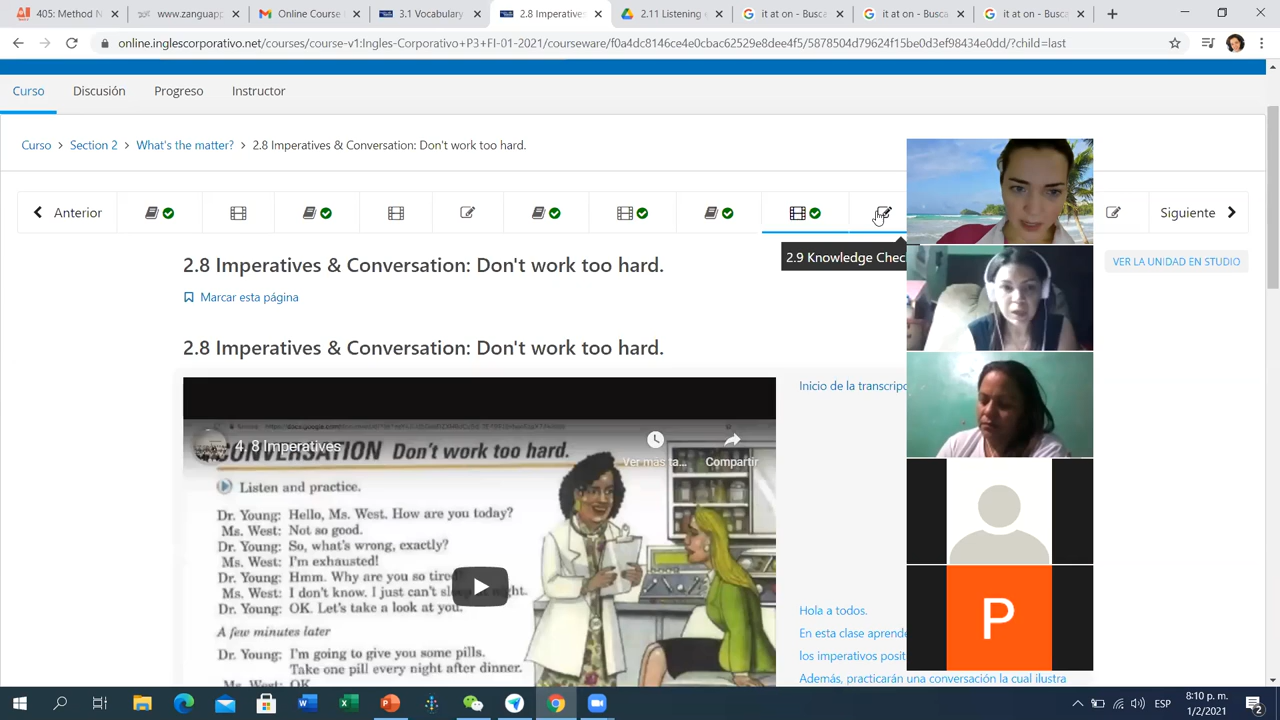 405: Method N
www.zanguapp
Online Course
3.1 Vocabulary
2.8 Imperatives
2.11 Listening
it at on - Busca
it at on - Busca
it at on - Busca
online.inglescorporativo.net/courses/course-v1:Ingles-Corporativo+P3+FI-01-2021/courseware/f0a4dc8146ce4e0cbac62529e8dee4f5/5878504d79624f15be0d3ef98434e0dd/?child=last
Curso
Discusión
Progreso
Instructor
Curso > Section 2 > What's the matter? > 2.8 Imperatives & Conversation: Don't work too hard.
Anterior
Siguiente
2.9 Knowledge Chec
VER LA UNIDAD EN STUDIO
2.8 Imperatives & Conversation: Don't work too hard.
Marcar esta página
2.8 Imperatives & Conversation: Don't work too hard.
Inicio de la transcripc
4. 8 Imperatives
Ver más ta...
Compartir
CONVERSATION Don't work too hard.
Listen and practice.
Dr. Young: Hello, Ms. West. How are you today?
Ms. West: Not so good.
Dr. Young: So, what's wrong, exactly?
Ms. West: I'm exhausted!
Dr. Young: Hmm. Why are you so tired
Ms. West: I don't know. I just can't sleep at night.
Dr. Young: OK. Let's take a look at you.
A few minutes later
Dr. Young: I'm going to give you some pills.
Take one pill every night after dinner.
Ms. West: OK.
Hola a todos.
En esta clase aprende
los imperativos posit
Además, practicarán una conversación la cual ilustra
P
ESP
8:10 p. m.
1/2/2021
2